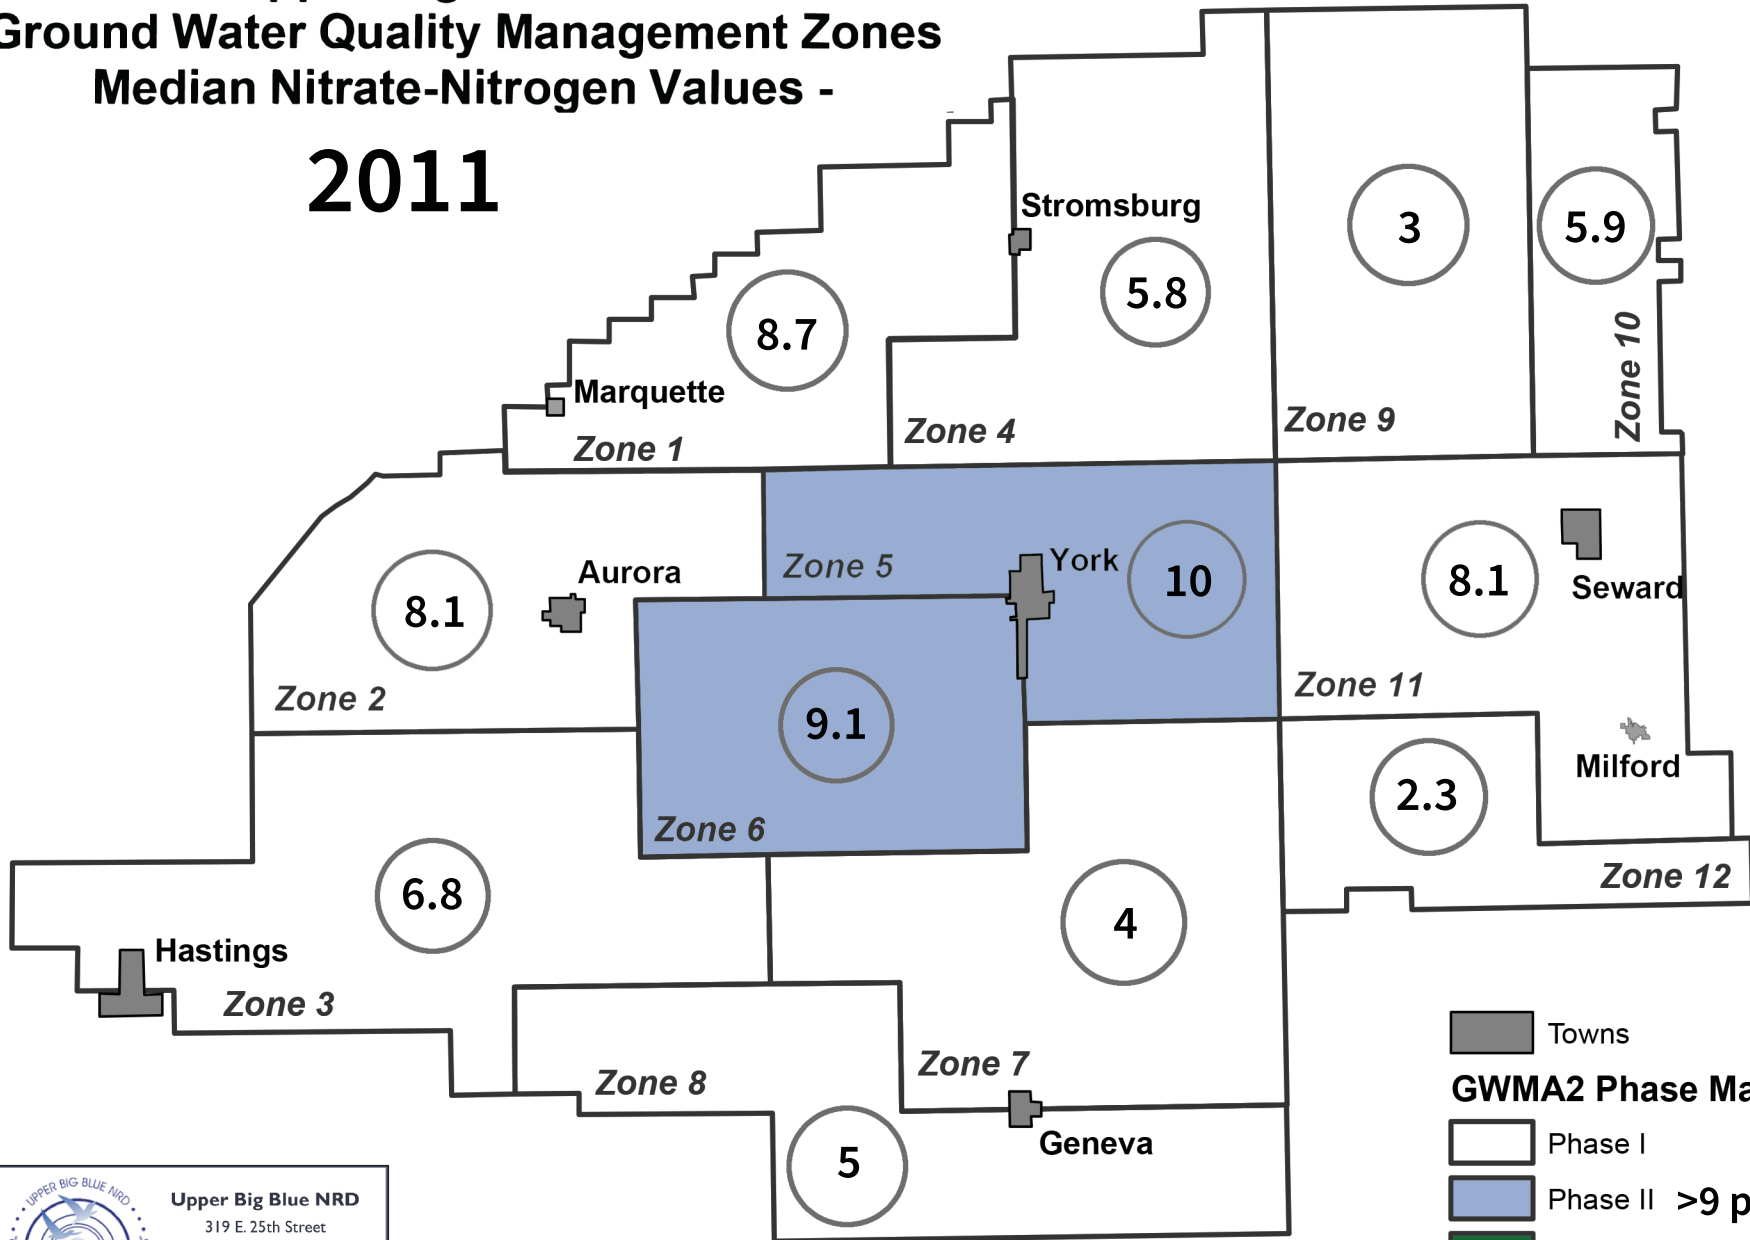 Ground Water Quality Management Zones
Median Nitrate-Nitrogen Values -
2011
Stromsburg
3
5.9
5.8
8.7
Zone 10
Marquette
Zone 1
Zone 4
Zone 9
Zone 5
York
10
Aurora
8.1
8.1
Seward
Zone 2
Zone 11
9.1
Milford
2.3
Zone 6
Zone 12
6.8
4
Hastings
Zone 3
Zone 7
Zone 8
Geneva
5
Towns
GWMA2 Phase Ma
Phase I
Phase II >9 p
UPPER BIG BLUE NRD
Upper Big Blue NRD
319 E. 25th Street